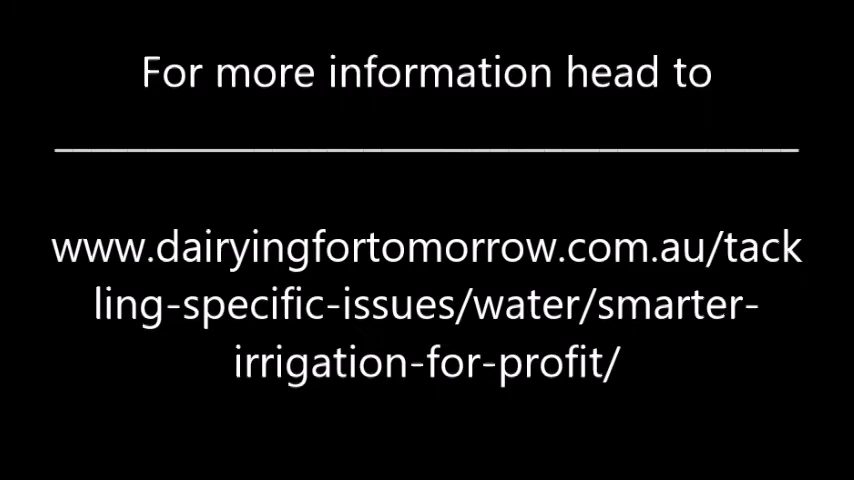 For more information head to
www.dairyingfortomorrow.com.au/tack
ling-specific-issues/water/smarter-
irrigation-for-profit/